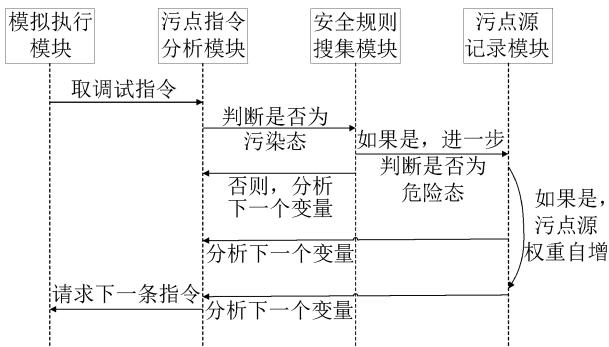 模拟执行
模块
污点指令
分析模块
安全规则
搜集模块
污点源
记录模块
取调试指令
判断是否为
污染态
如果是，进一步
判断是否为
危险态
否则，分析
下一个变量
如果是，
污点源
权重自增
分析下一个变量
请求下一条指令
分析下一个变量